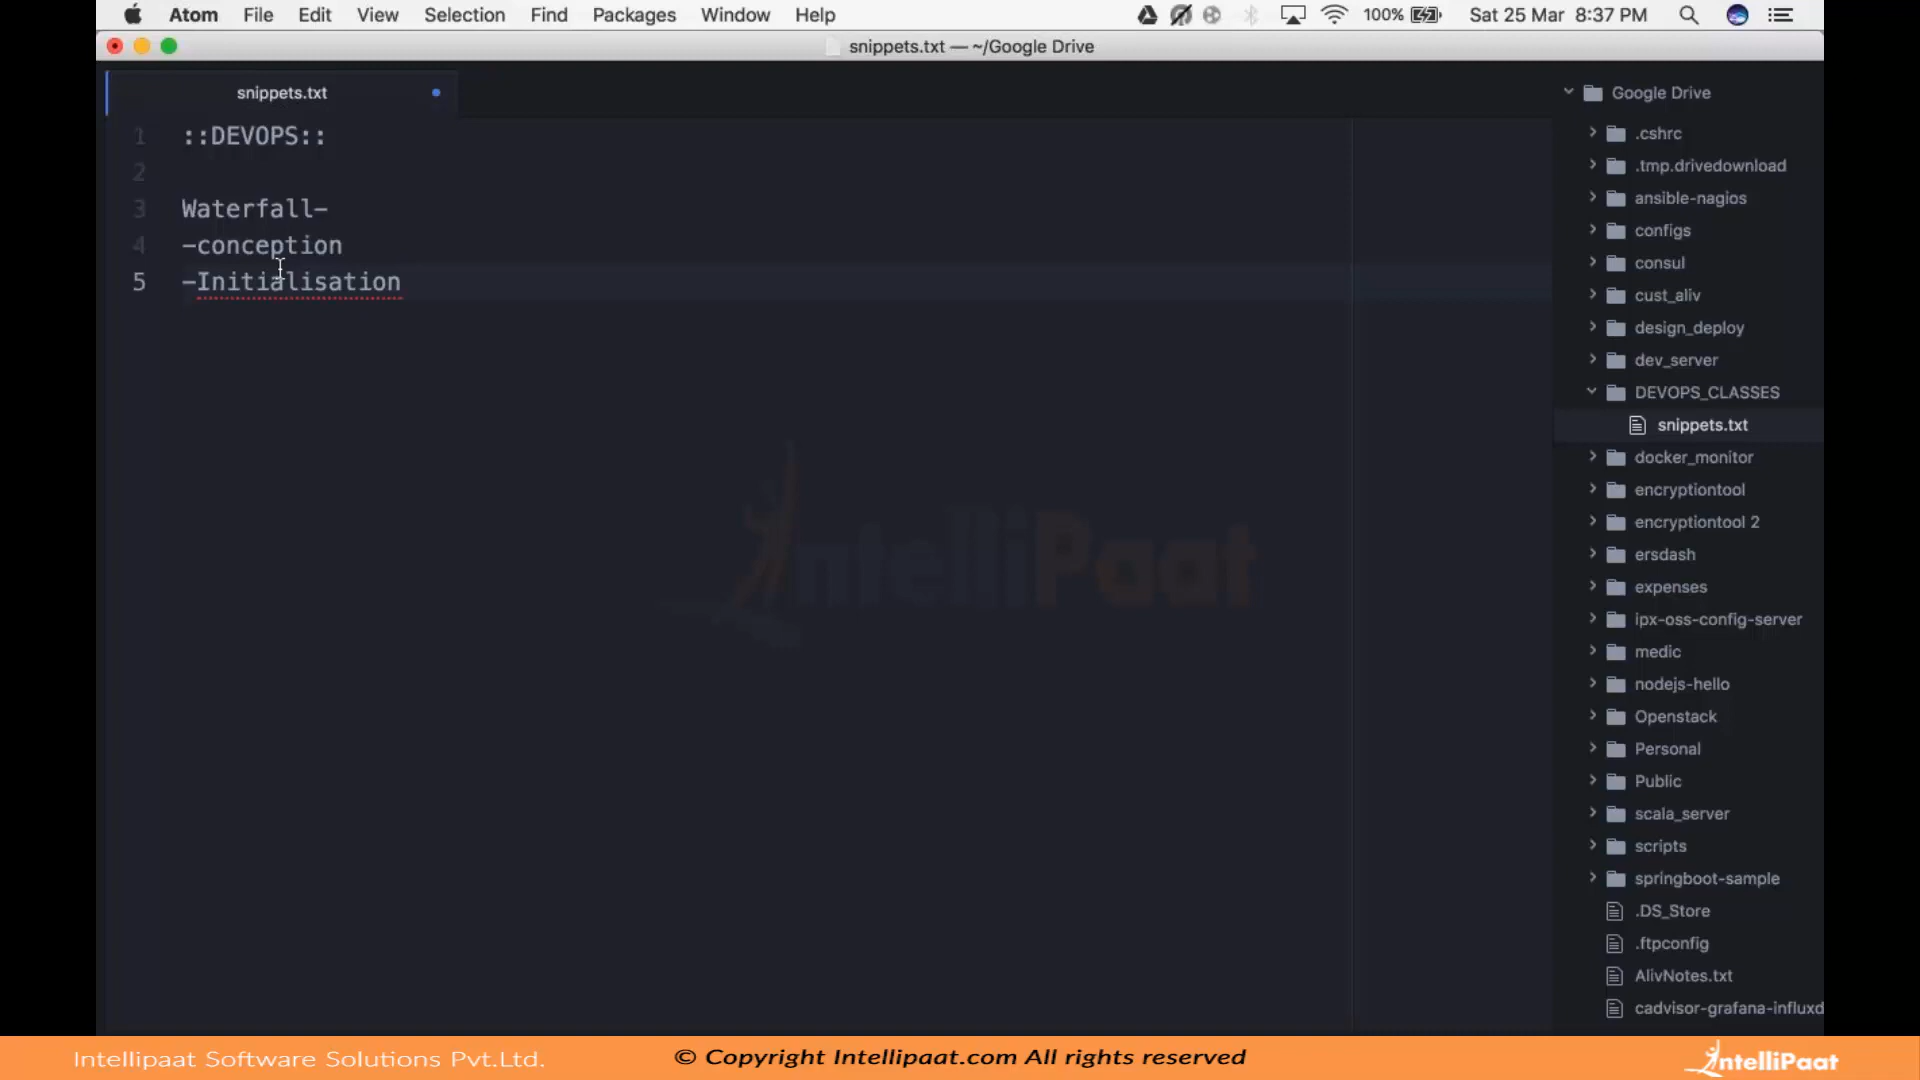 Atom File Edit View Selection Find Packages Window Help 100% Sat 25 Mar 8:37 PM
snippets.txt — ~/Google Drive
snippets.txt
1 ::DEVOPS::
2
3 Waterfall-
4 -conception
5 -Initialisation
Google Drive
.cshrc
.tmp.drivedownload
ansible-nagios
configs
consul
cust_aliv
design_deploy
dev_server
DEVOPS_CLASSES
snippets.txt
docker_monitor
encryptiontool
encryptiontool 2
ersdash
expenses
ipx-oss-config-server
medic
nodejs-hello
Openstack
Personal
Public
scala_server
scripts
springboot-sample
.DS_Store
.ftpconfig
AlivNotes.txt
cadvisor-grafana-influxd
IntelliPaat
Intellipaat Software Solutions Pvt.Ltd. © Copyright Intellipaat.com All rights reserved IntelliPaat